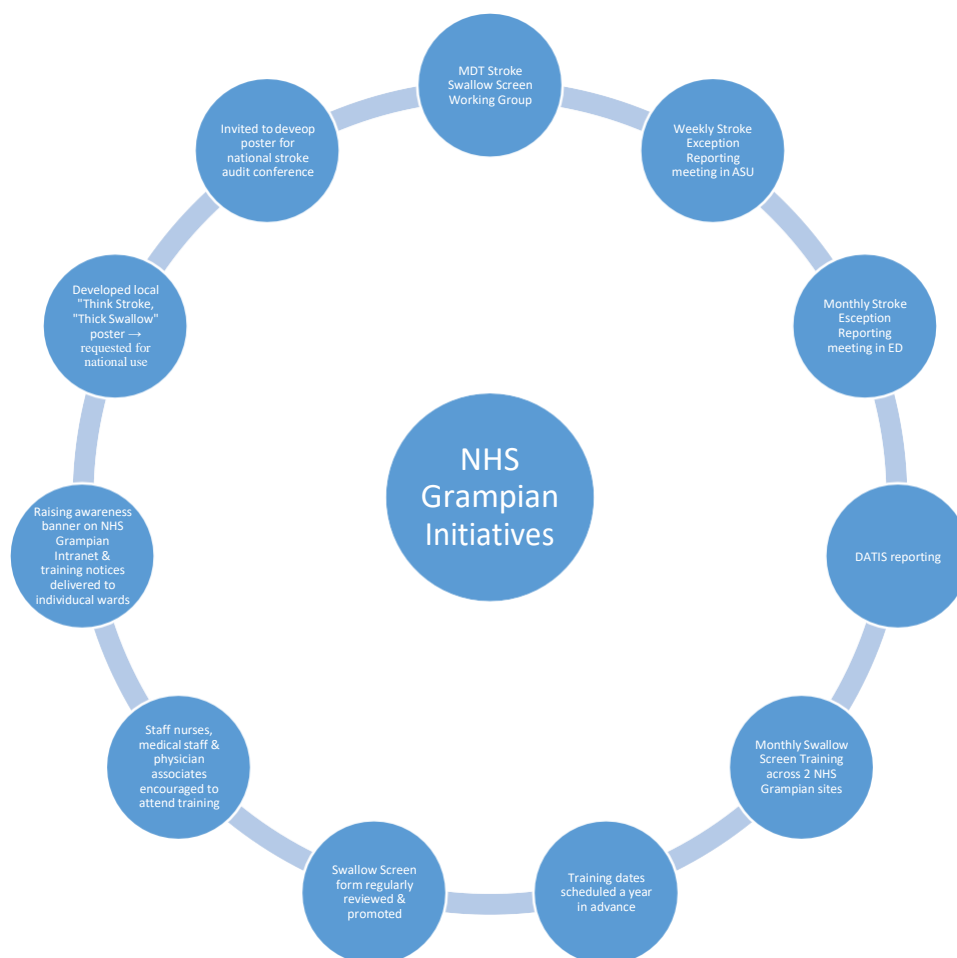 MDT Stroke
Swallow Screen
Working Group
Weekly Stroke
Exception
Reporting
meeting in ASU
Monthly Stroke
Esception
Reporting
meeting in ED
DATIS reporting
Monthly Swallow
Screen Training
across 2 NHS
Grampian sites
Training dates
scheduled a year
in advance
Swallow Screen
form regularly
reviewed &
promoted
Staff nurses,
medical staff &
physician
associates
encouraged to
attend training
Raising awareness
banner on NHS
Grampian
Intranet &
training notices
delivered to
individucal wards
Developed local
"Think Stroke,
"Thick Swallow"
poster →
requested for
national use
Invited to deveop
poster for
national stroke
audit conference
NHS
Grampian
Initiatives